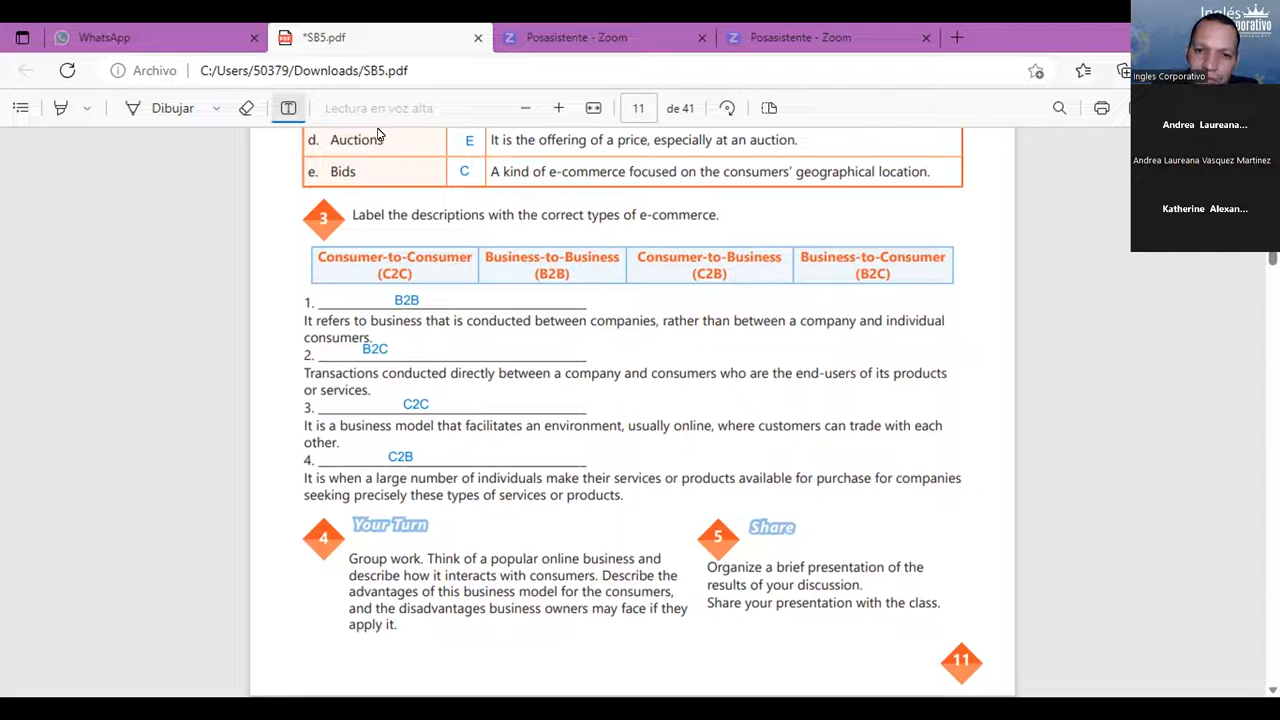 WhatsApp
*SB5.pdf
Posasistente - Zoom
Posasistente - Zoom
Archivo
C:/Users/50379/Downloads/SB5.pdf
Dibujar
Lectura en voz alta
11
de 41
Inglés
Corporativo
Ingles Corporativo
Andrea Laureana...
Andrea Laureana Vasquez Martinez
Katherine Alexan...
d. Auctions
E
It is the offering of a price, especially at an auction.
e. Bids
C
A kind of e-commerce focused on the consumers' geographical location.
3
Label the descriptions with the correct types of e-commerce.
Consumer-to-Consumer
(C2C)
Business-to-Business
(B2B)
Consumer-to-Business
(C2B)
Business-to-Consumer
(B2C)
1. B2B
It refers to business that is conducted between companies, rather than between a company and individual
consumers.
2. B2C
Transactions conducted directly between a company and consumers who are the end-users of its products
or services.
3. C2C
It is a business model that facilitates an environment, usually online, where customers can trade with each
other.
4. C2B
It is when a large number of individuals make their services or products available for purchase for companies
seeking precisely these types of services or products.
4
Your Turn
Group work. Think of a popular online business and
describe how it interacts with consumers. Describe the
advantages of this business model for the consumers,
and the disadvantages business owners may face if they
apply it.
5
Share
Organize a brief presentation of the
results of your discussion.
Share your presentation with the class.
11